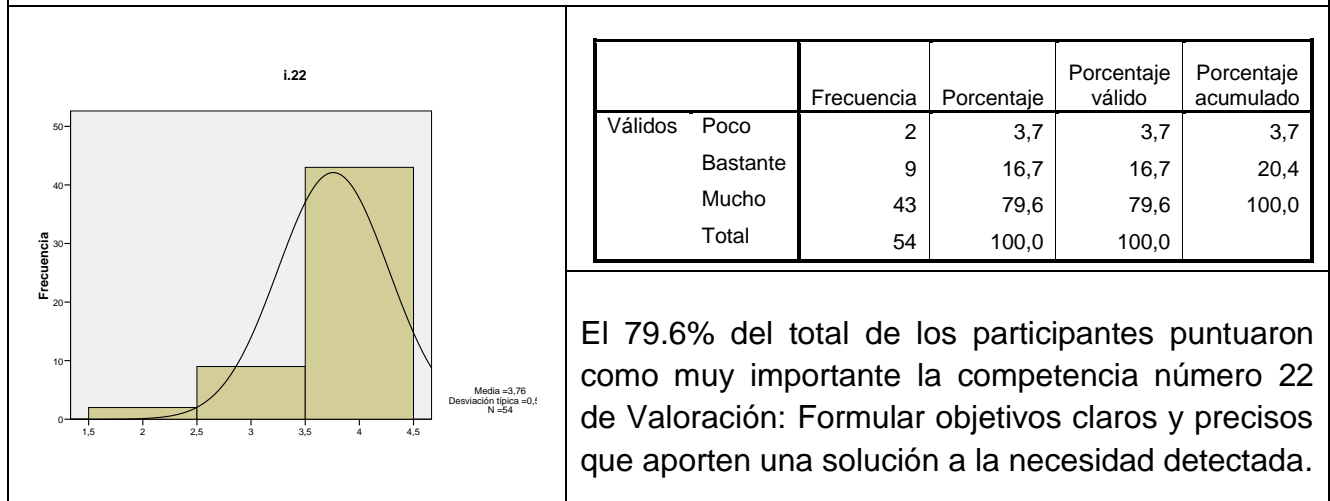 i.22
Frecuencia
50
40
30
20
10
0
1,5 2 2,5 3 3,5 4 4,5
Media =3,76
Desviación típica =0,5
N =54
Frecuencia Porcentaje Porcentaje válido Porcentaje acumulado
Válidos Poco 2 3,7 3,7 3,7
Bastante 9 16,7 16,7 20,4
Mucho 43 79,6 79,6 100,0
Total 54 100,0 100,0
El 79.6% del total de los participantes puntuaron
como muy importante la competencia número 22
de Valoración: Formular objetivos claros y precisos
que aporten una solución a la necesidad detectada.